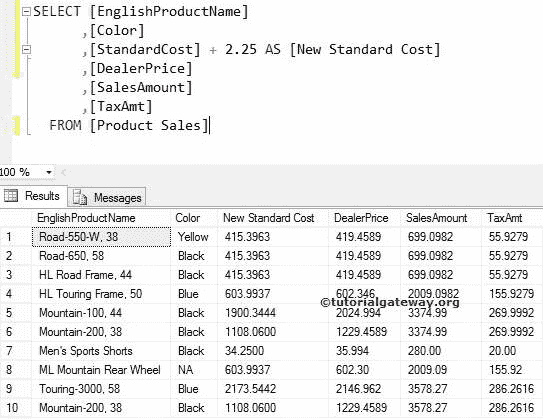 SELECT [EnglishProductName]
,[Color]
,[StandardCost] + 2.25 AS [New Standard Cost]
,[DealerPrice]
,[SalesAmount]
,[TaxAmt]
FROM [Product Sales]
100 %
Results Messages
EnglishProductName Color New Standard Cost DealerPrice SalesAmount TaxAmt
1 Road-550-W, 38 Yellow 415.3963 419.4589 699.0982 55.9279
2 Road-650, 58 Black 415.3963 419.4589 699.0982 55.9279
3 HL Road Frame, 44 Black 415.3963 419.4589 699.0982 55.9279
4 HL Touring Frame, 50 Blue 603.9937 602.346 2009.0982 155.9279
©tutorialgateway.org
5 Mountain-100, 44 Black 1900.3444 2024.994 3374.99 269.9992
6 Mountain-200, 38 Black 1108.0600 1229.4589 3374.99 269.9992
7 Men's Sports Shorts Black 34.2500 35.994 280.00 20.00
8 ML Mountain Rear Wheel NA 603.9937 602.30 2009.09 155.92
9 Touring-3000, 58 Blue 2173.5442 2146.962 3578.27 286.2616
10 Mountain-200, 38 Black 1108.0600 1229.4589 3578.27 286.2616